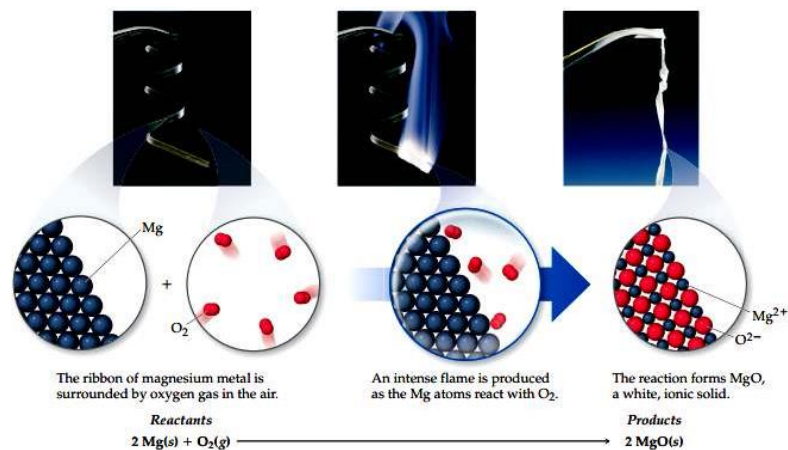 Mg
+
O₂
Mg²⁺
O²⁻
The ribbon of magnesium metal is
surrounded by oxygen gas in the air.
An intense flame is produced
as the Mg atoms react with O₂.
The reaction forms MgO,
a white, ionic solid.
Reactants
Products
2 Mg(s) + O₂(g)
2 MgO(s)